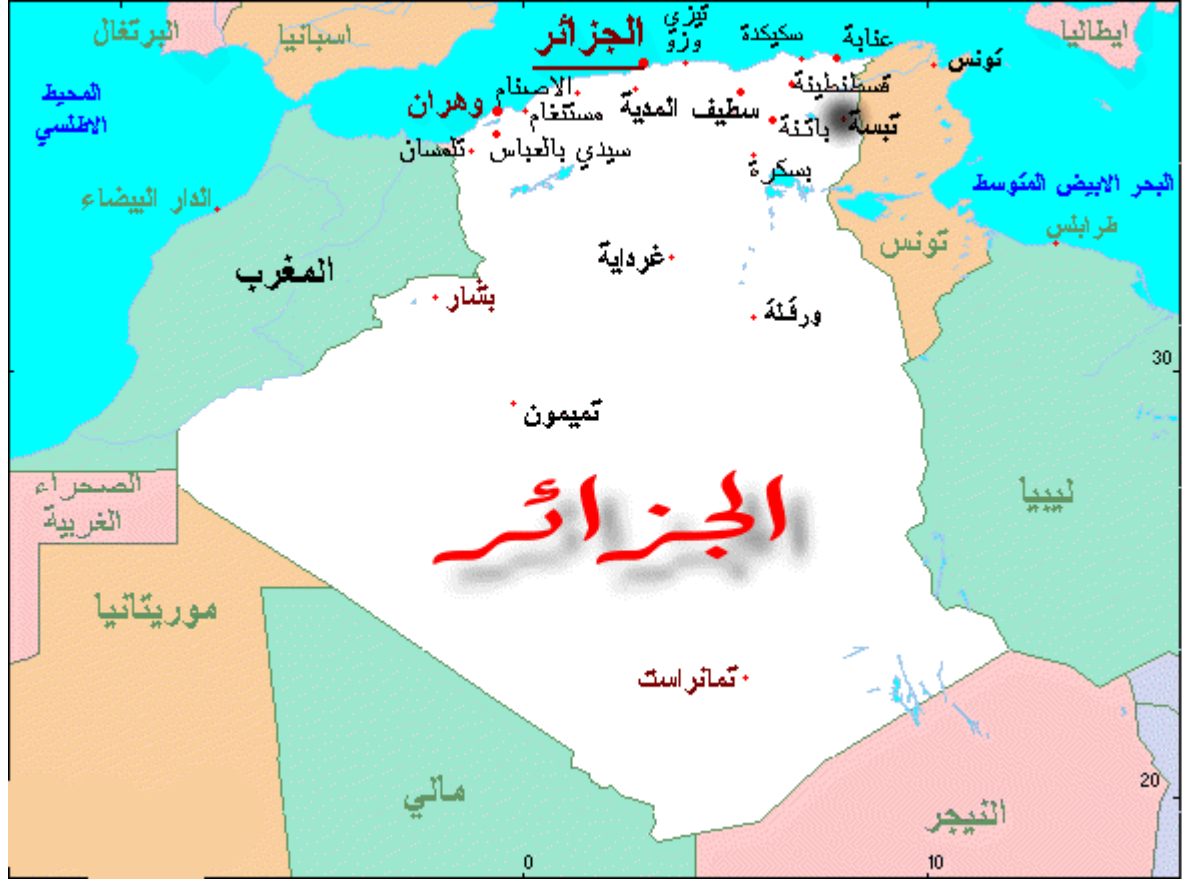 البرتغال
اسبانيا
الجزائر
تيزي
وزو
سكيكدة
عنابة
تونس
ايطاليا
المحيط
الاطلسي
وهران
الاصنام
مستغانم
المدية
سطيف
قسطنطينة
باتنة
تبسة
تلمسان
سيدي بالعباس
بسكرة
البحر الابيض المتوسط
الدار البيضاء
طرابلس
تونس
المغرب
غرداية
بشار
ورقلة
30
تميمون
الصحراء
الغربية
الجزائر
ليبيا
موريتانيا
تمانراست
مالي
النيجر
20
0
10